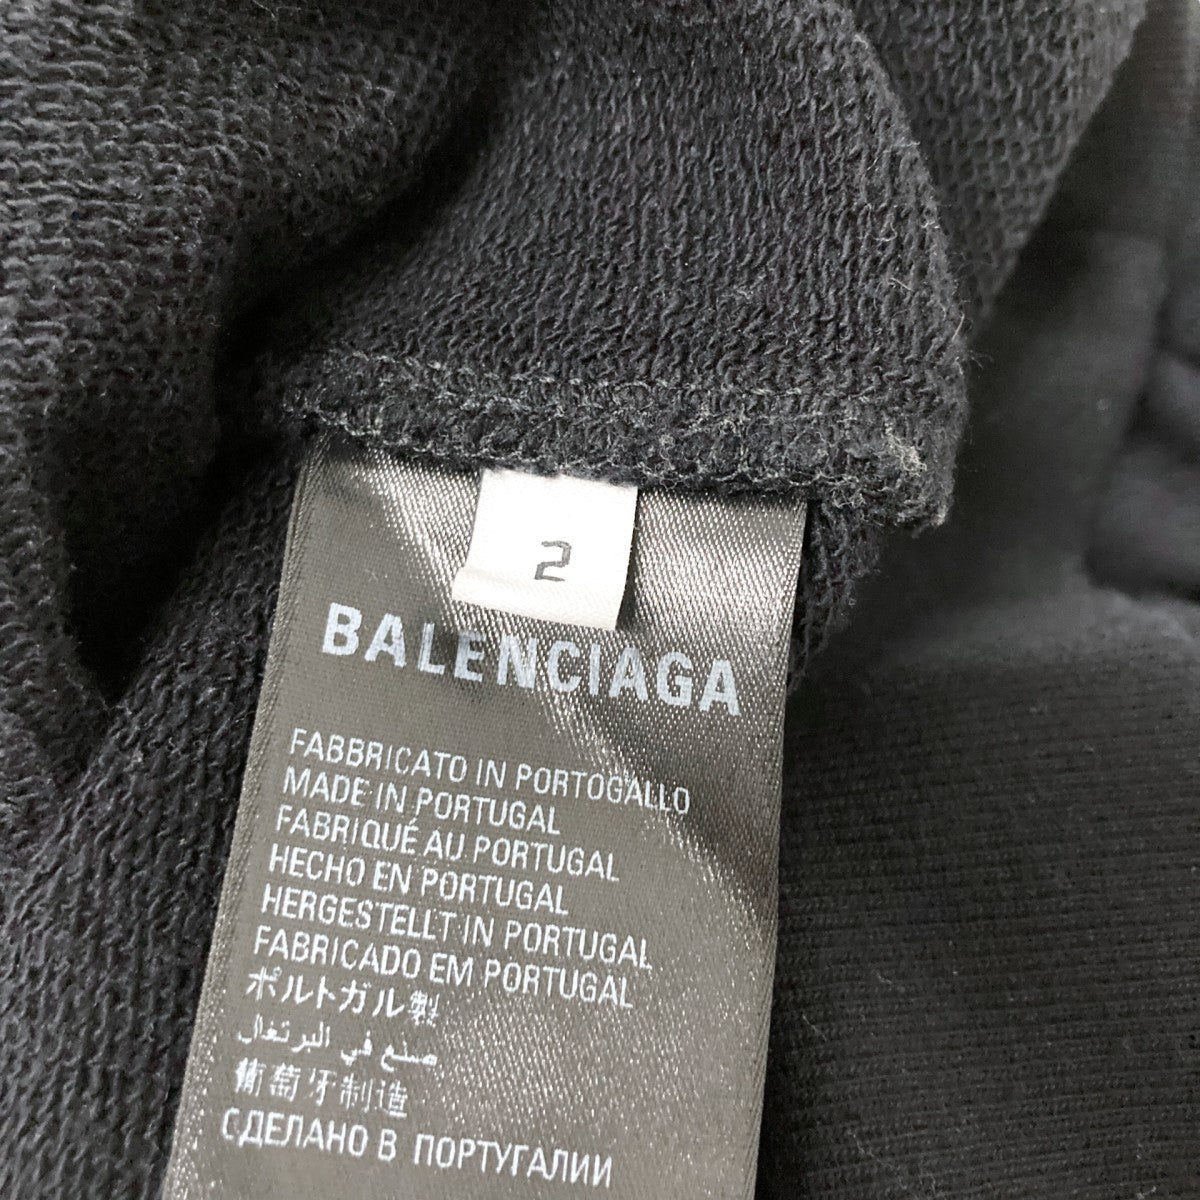 2
BALENCIAGA
FABBRICATO IN PORTOGALLO
MADE IN PORTUGAL
FABRIQUÉ AU PORTUGAL
HECHO EN PORTUGAL
HERGESTELLT IN PORTUGAL
FABRICADO EM PORTUGAL
ポルトガル製
صنع في البرتغال
葡萄牙制造
СДЕЛАНО В ПОРТУГАЛИИ